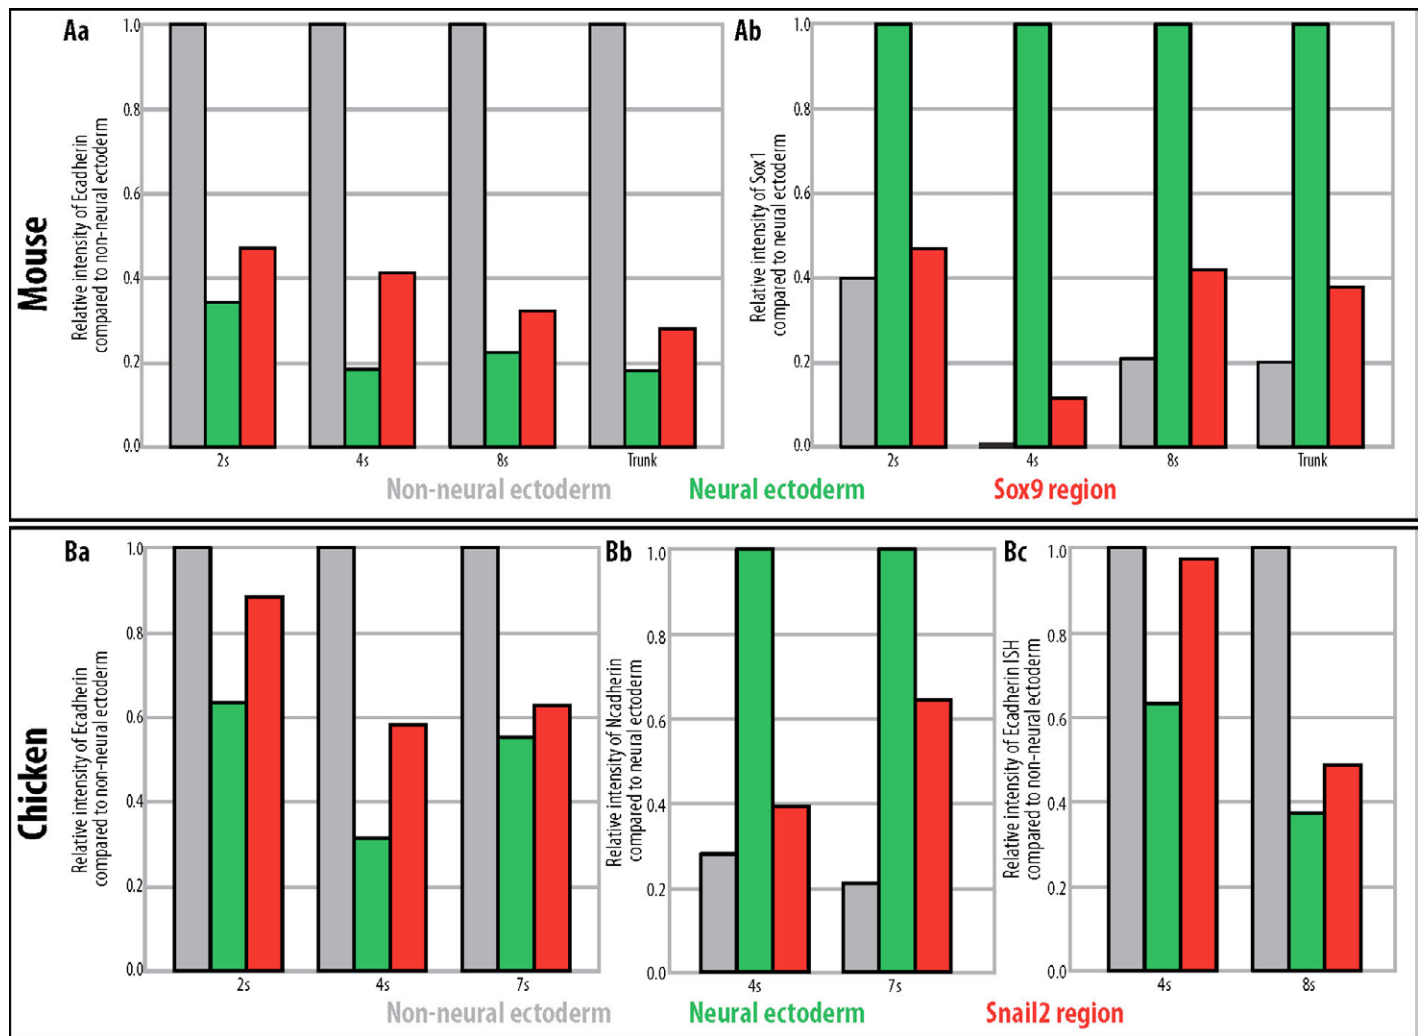 Mouse
Aa
Relative intensity of Ecadherin
compared to non-neural ectoderm
1.0
0.8
0.6
0.4
0.2
0.0
2s
4s
8s
Trunk
Ab
Relative intensity of Sox1
compared to neural ectoderm
1.0
0.8
0.6
0.4
0.2
0.0
2s
4s
8s
Trunk
Non-neural ectoderm
Neural ectoderm
Sox9 region
Chicken
Ba
Relative intensity of Ecadherin
compared to non-neural ectoderm
1.0
0.8
0.6
0.4
0.2
0.0
2s
4s
7s
Bb
Relative intensity of Ncadherin
compared to neural ectoderm
1.0
0.8
0.6
0.4
0.2
0.0
4s
7s
Bc
Relative intensity of Ecadherin ISH
compared to non-neural ectoderm
1.0
0.8
0.6
0.4
0.2
0.0
4s
8s
Non-neural ectoderm
Neural ectoderm
Snail2 region